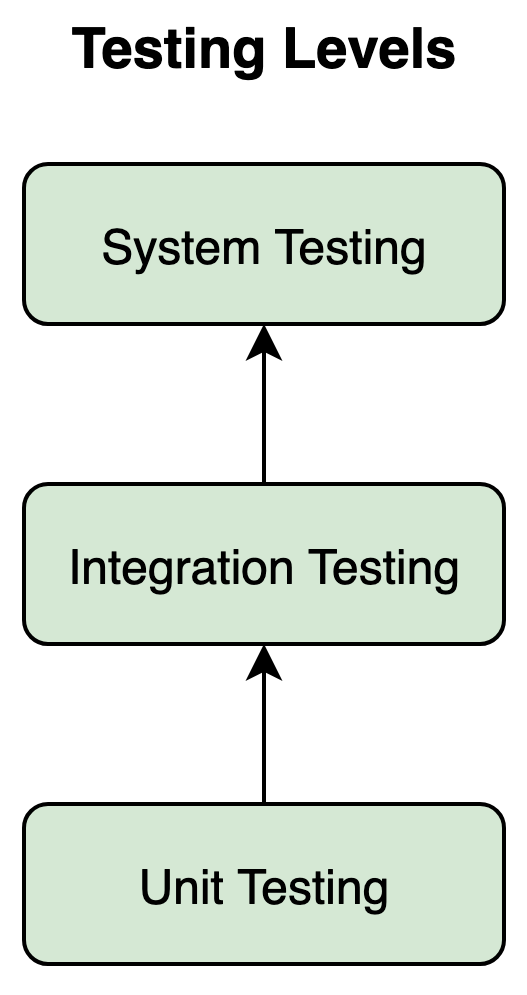 Testing Levels
System Testing
Integration Testing
Unit Testing